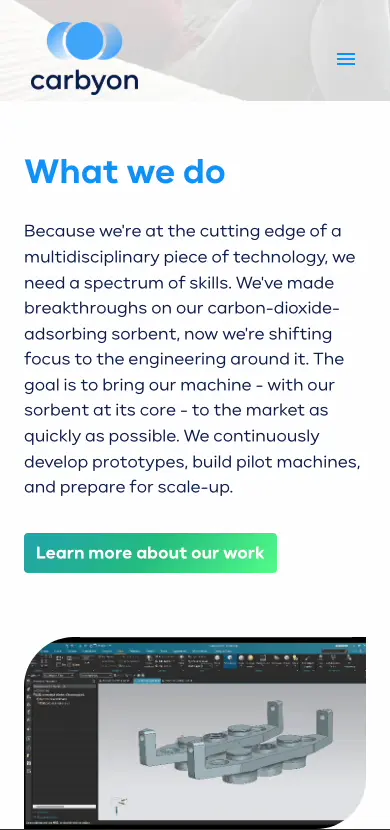 carbyon
What we do
Because we're at the cutting edge of a
multidisciplinary piece of technology, we
need a spectrum of skills. We've made
breakthroughs on our carbon-dioxide-
adsorbing sorbent, now we're shifting
focus to the engineering around it. The
goal is to bring our machine - with our
sorbent at its core - to the market as
quickly as possible. We continuously
develop prototypes, build pilot machines,
and prepare for scale-up.
Learn more about our work